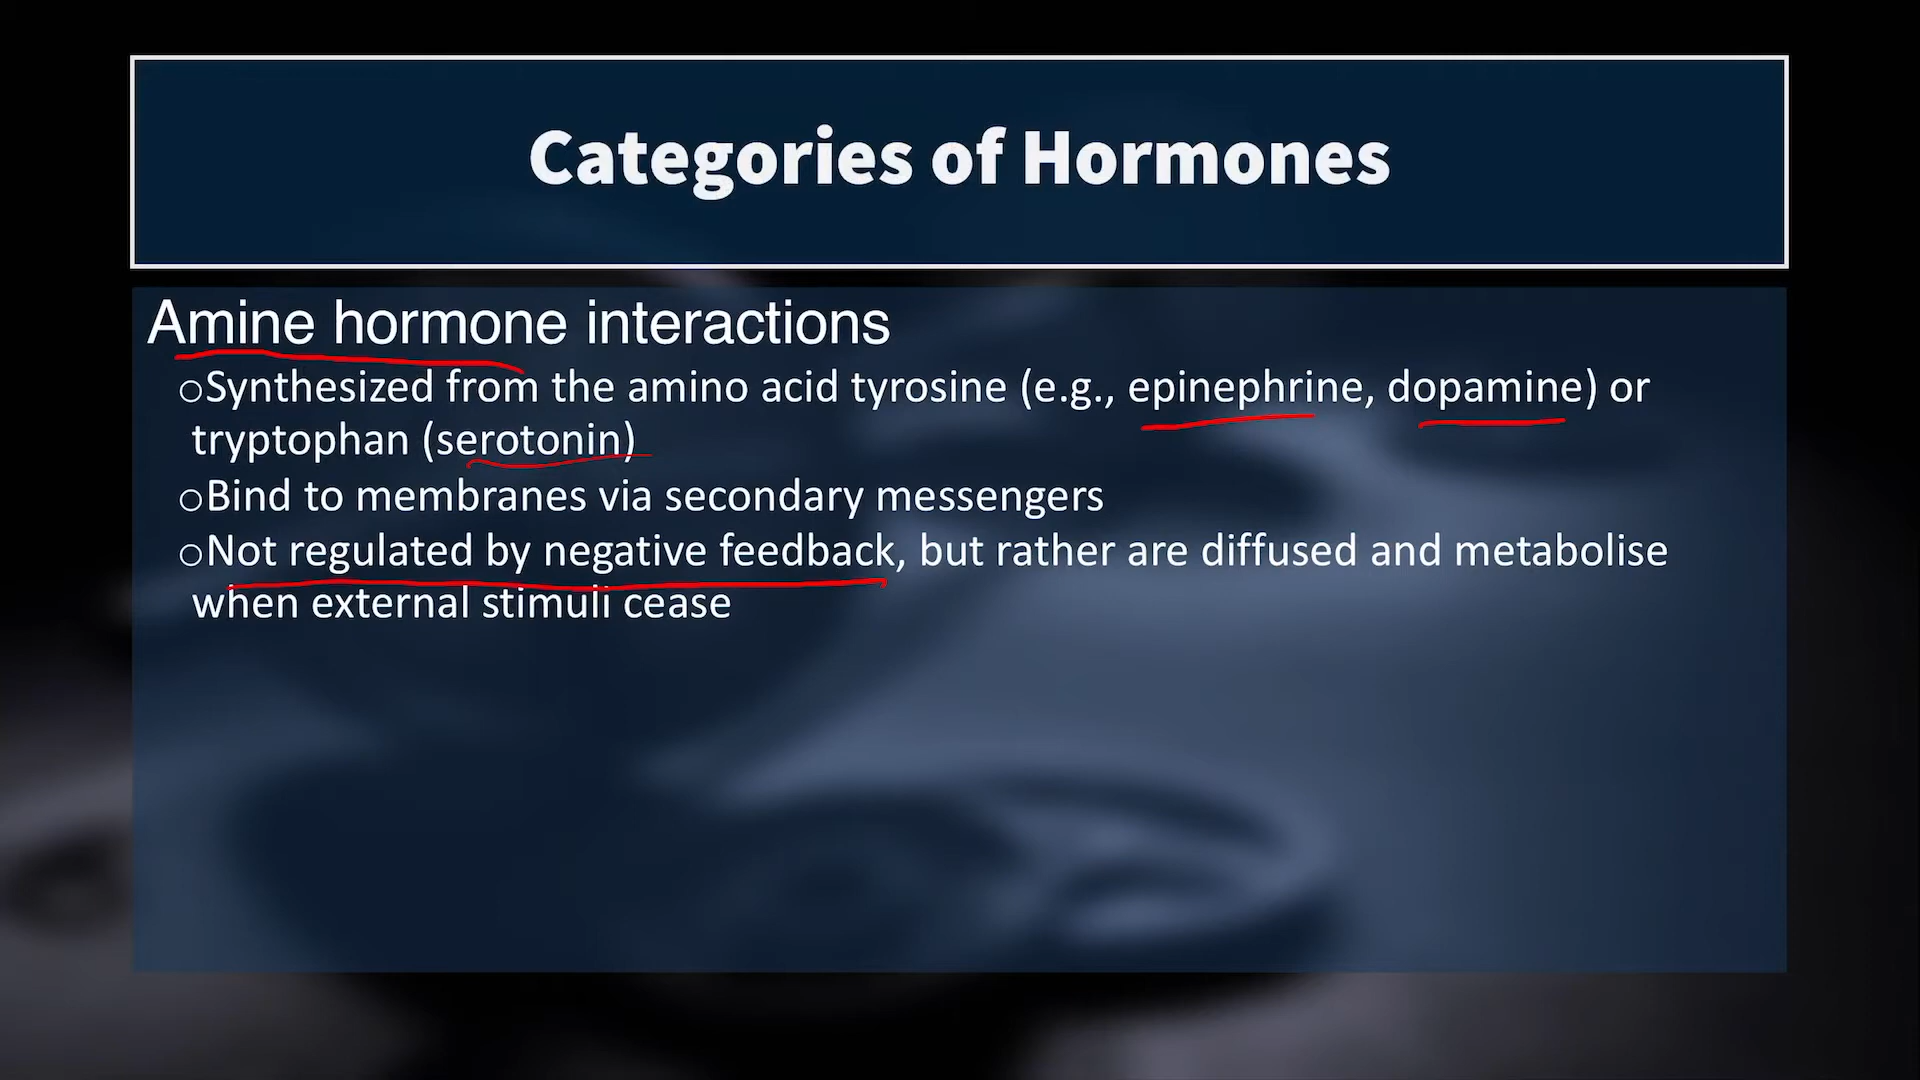 Categories of Hormones
Amine hormone interactions
oSynthesized from the amino acid tyrosine (e.g., epinephrine, dopamine) or
tryptophan (serotonin)
oBind to membranes via secondary messengers
oNot regulated by negative feedback, but rather are diffused and metabolise
when external stimuli cease